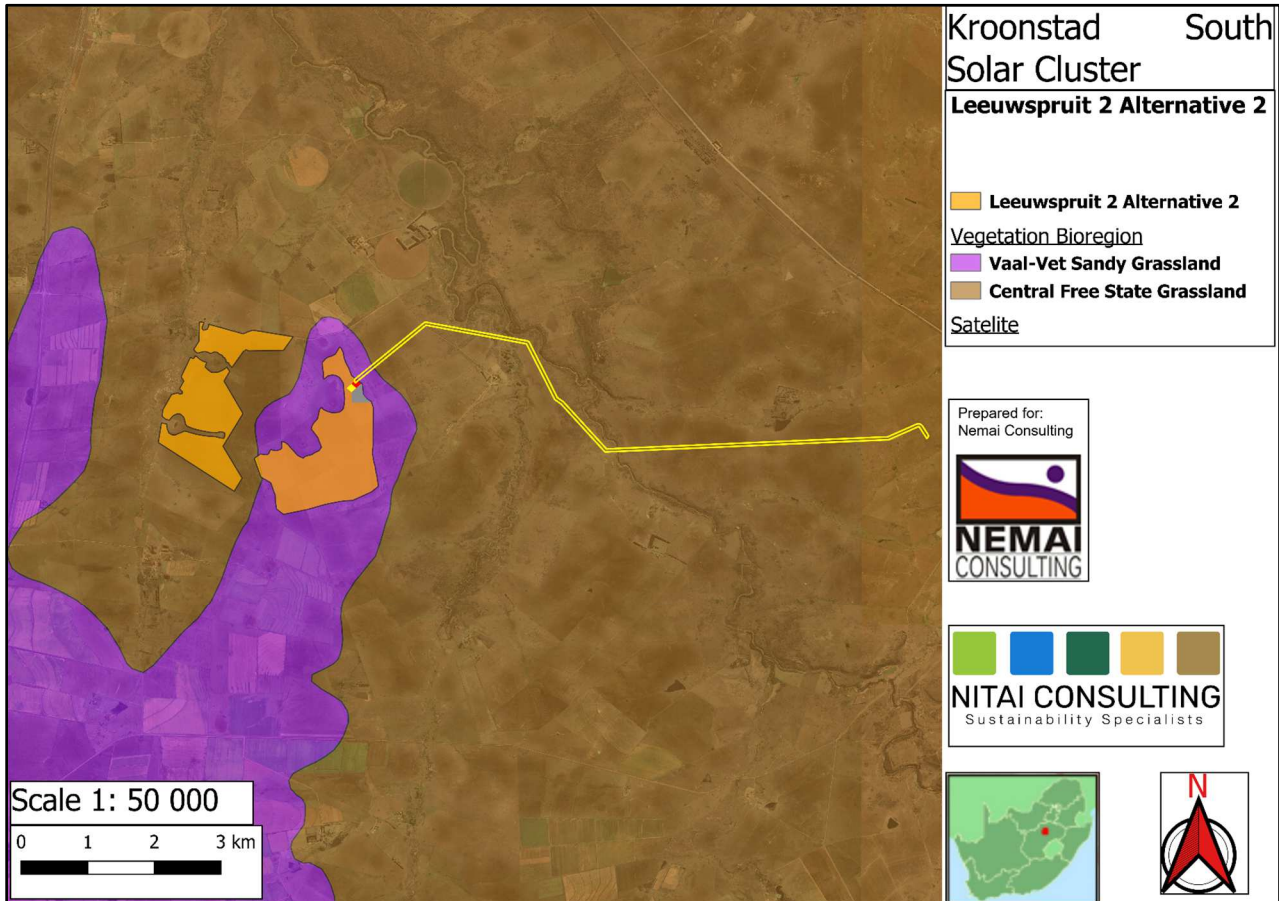 Kroonstad South
Solar Cluster
Leeuwspruit 2 Alternative 2
Leeuwspruit 2 Alternative 2
Vegetation Bioregion
Vaal-Vet Sandy Grassland
Central Free State Grassland
Satelite
Prepared for:
Nemai Consulting
NEMAI
CONSULTING
NITAI CONSULTING
Sustainability Specialists
N
Scale 1: 50 000
0 1 2 3 km